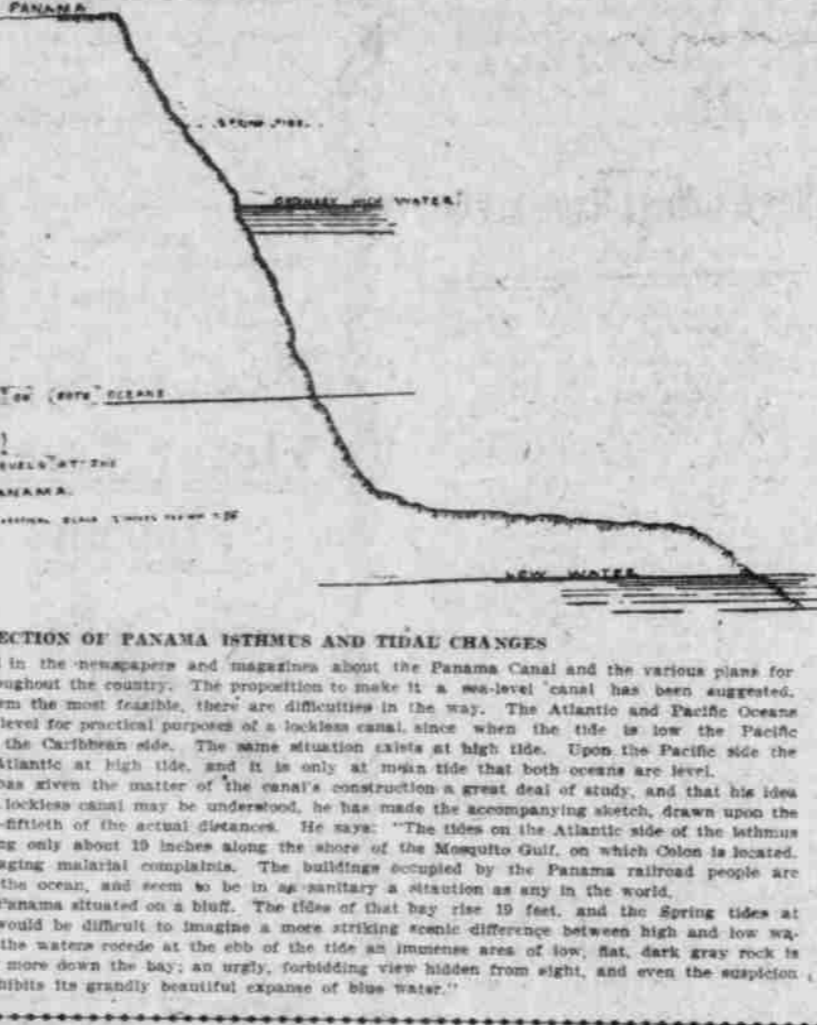 PANAMA
SPRING TIDE.
ORDINARY HIGH WATER
(BOTH) OCEANS
AT THE
ANAMA.
LOW WATER
ECTION OF PANAMA ISTHMUS AND TIDAL CHANGES
in the newspapers and magazines about the Panama Canal and the various plans for
oughout the country. The proposition to make it a sea-level canal has been suggested.
rm the most feasible, there are difficulties in the way. The Atlantic and Pacific Oceans
level for practical purposes of a lockless canal, since when the tide is low the Pacific
the Caribbean side. The same situation exists at high tide. Upon the Pacific side the
Atlantic at high tide, and it is only at mean tide that both oceans are level.
has given the matter of the canal's construction a great deal of study, and that his idea
lockless canal may be understood, he has made the accompanying sketch, drawn upon the
-fiftieth of the actual distances. He says: "The tides on the Atlantic side of the Isthmus
ng only about 19 inches along the shore of the Mosquito Gulf, on which Colon is located.
aging malarial complaints. The buildings occupied by the Panama railroad people are
the ocean, and seem to be in as sanitary a sitaution as any in the world.
Panama situated on a bluff. The tides of that bay rise 19 feet, and the Spring tides at
would be difficult to imagine a more striking scenic difference between high and low wa-
the waters recede at the ebb of the tide an immense area of low, flat, dark gray rock is
more down the bay; an urgly, forbidding view hidden from sight, and even the suspicion
hibits its grandly beautiful expanse of blue water."